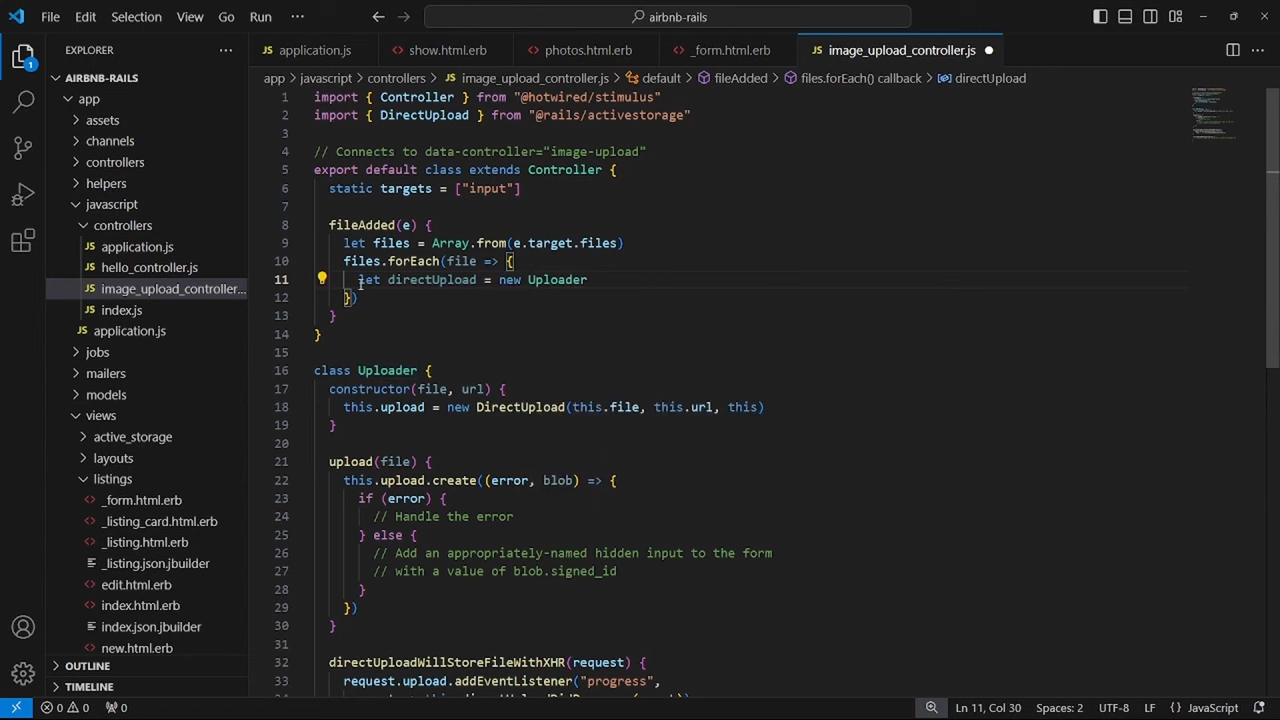 File Edit Selection View Go Run ··· airbnb-rails
EXPLORER ···
application.js show.html.erb photos.html.erb _form.html.erb JS image_upload_controller.js
1
AIRBNB-RAILS
app
assets
channels
controllers
helpers
javascript
controllers
JS application.js
JS hello_controller.js
JS image_upload_controller...
JS index.js
JS application.js
jobs
mailers
models
views
active_storage
layouts
listings
_form.html.erb
_listing_card.html.erb
_listing.html.erb
_listing.json.jbuilder
edit.html.erb
index.html.erb
index.json.jbuilder
new.html.erb
OUTLINE
TIMELINE
app > javascript > controllers > JS image_upload_controller.js > default > fileAdded > files.forEach() callback > directUpload
1 import { Controller } from "@hotwired/stimulus"
2 import { DirectUpload } from "@rails/activestorage"
3
4 // Connects to data-controller="image-upload"
5 export default class extends Controller {
6 static targets = ["input"]
7
8 fileAdded(e) {
9 let files = Array.from(e.target.files)
10 files.forEach(file => {
11 let directUpload = new Uploader
12 })
13 }
14 }
15
16 class Uploader {
17 constructor(file, url) {
18 this.upload = new DirectUpload(this.file, this.url, this)
19 }
20
21 upload(file) {
22 this.upload.create((error, blob) => {
23 if (error) {
24 // Handle the error
25 } else {
26 // Add an appropriately-named hidden input to the form
27 // with a value of blob.signed_id
28 }
29 })
30 }
31
32 directUploadWillStoreFileWithXHR(request) {
33 request.upload.addEventListener("progress",
0 0 0 Ln 11, Col 30 Spaces: 2 UTF-8 LF {} JavaScript